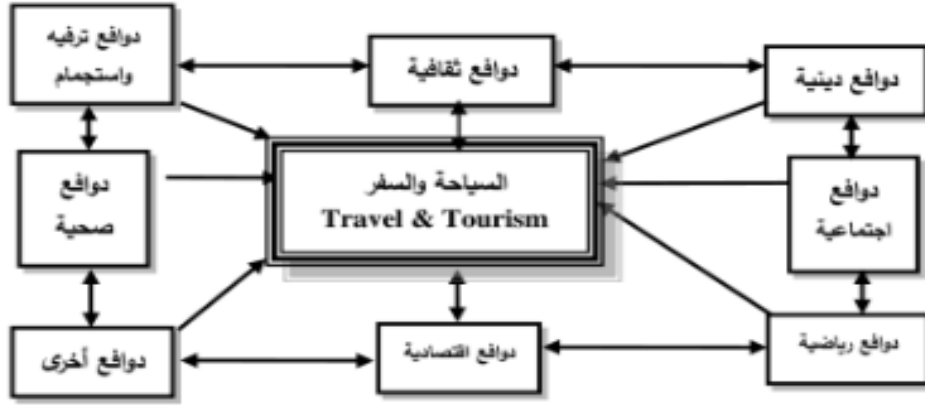 دوافع ترفيه
واستجمام
دوافع ثقافية
دوافع دينية
دوافع
صحية
السياحة والسفر
Travel & Tourism
دوافع
اجتماعية
دوافع أخرى
دوافع اقتصادية
دوافع رياضية